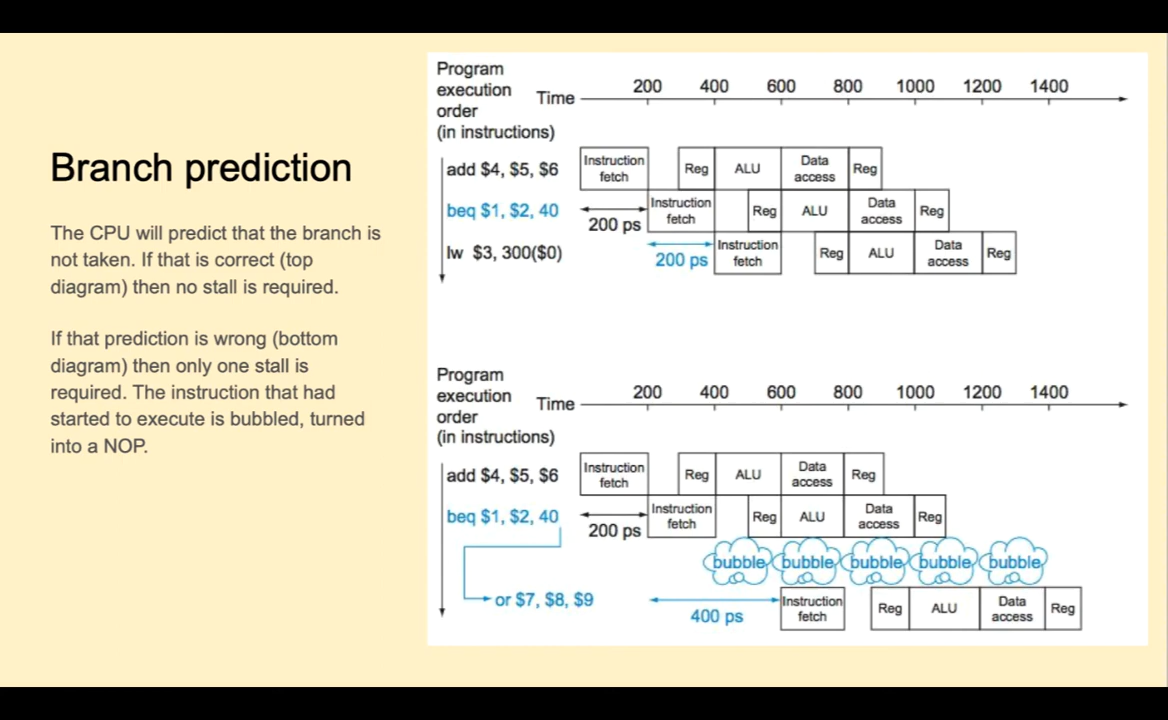 Branch prediction
The CPU will predict that the branch is
not taken. If that is correct (top
diagram) then no stall is required.
If that prediction is wrong (bottom
diagram) then only one stall is
required. The instruction that had
started to execute is bubbled, turned
into a NOP.
Program
execution
order
(in instructions)
Time
200 400 600 800 1000 1200 1400
add $4, $5, $6
Instruction
fetch
Reg
ALU
Data
access
Reg
beq $1, $2, 40
200 ps
Instruction
fetch
Reg
ALU
Data
access
Reg
lw $3, 300($0)
200 ps
Instruction
fetch
Reg
ALU
Data
access
Reg
Program
execution
order
(in instructions)
Time
200 400 600 800 1000 1200 1400
add $4, $5, $6
Instruction
fetch
Reg
ALU
Data
access
Reg
beq $1, $2, 40
200 ps
Instruction
fetch
Reg
ALU
Data
access
Reg
bubble bubble bubble bubble bubble
or $7, $8, $9
400 ps
Instruction
fetch
Reg
ALU
Data
access
Reg